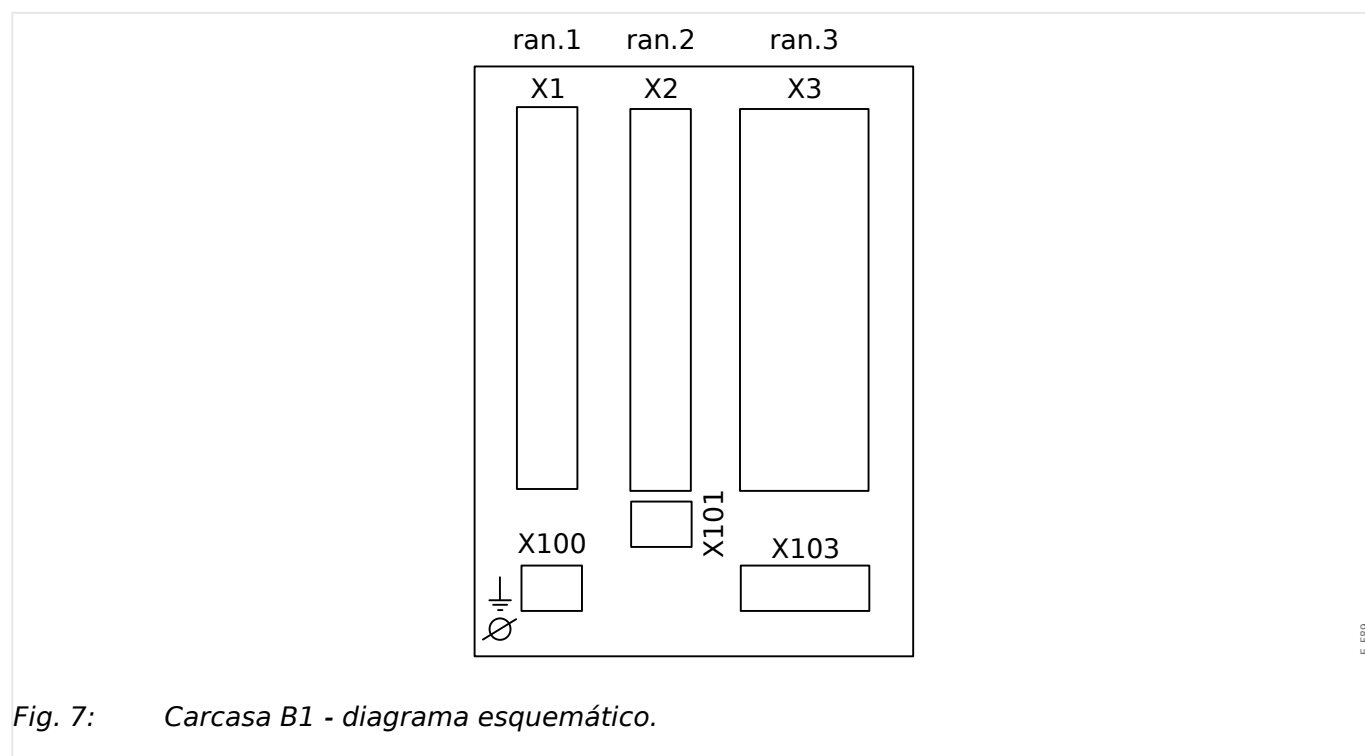 ran.1 ran.2 ran.3
X1 X2 X3
X101
X100 X103
Fig. 7: Carcasa B1 - diagrama esquemático.